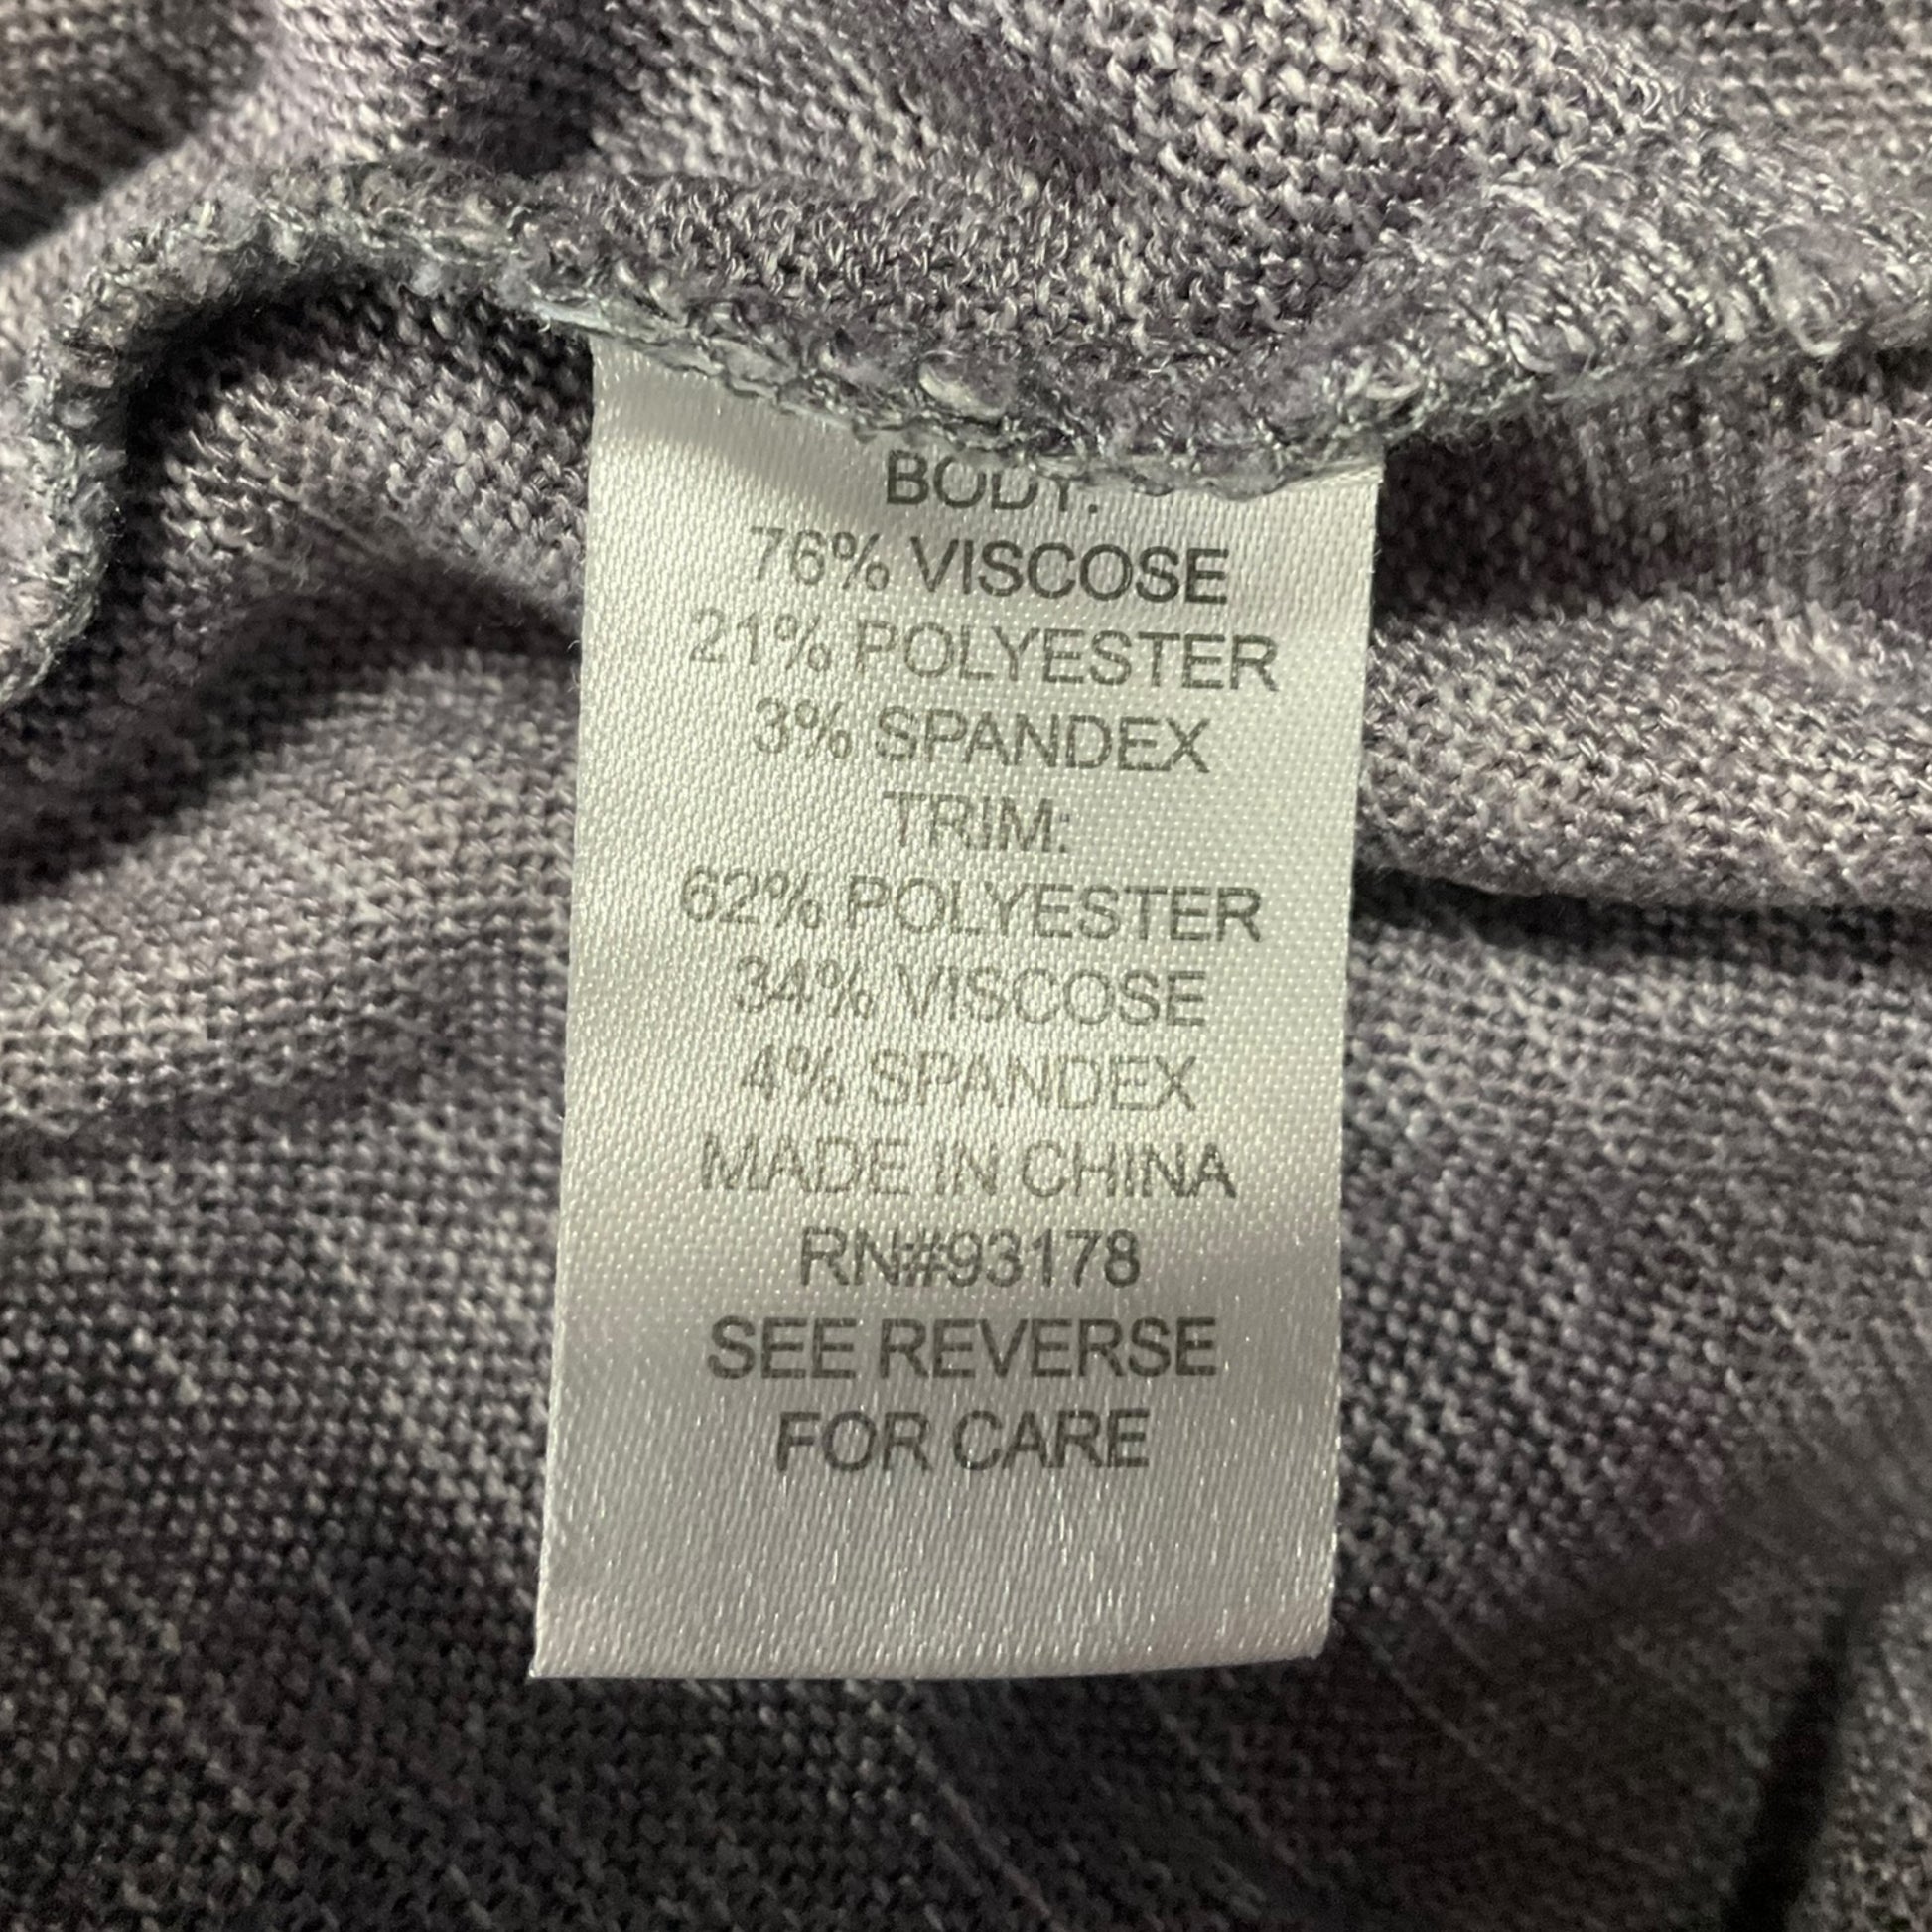 BODY:
76% VISCOSE
21% POLYESTER
3% SPANDEX
TRIM:
62% POLYESTER
34% VISCOSE
4% SPANDEX
MADE IN CHINA
RN#93178
SEE REVERSE
FOR CARE